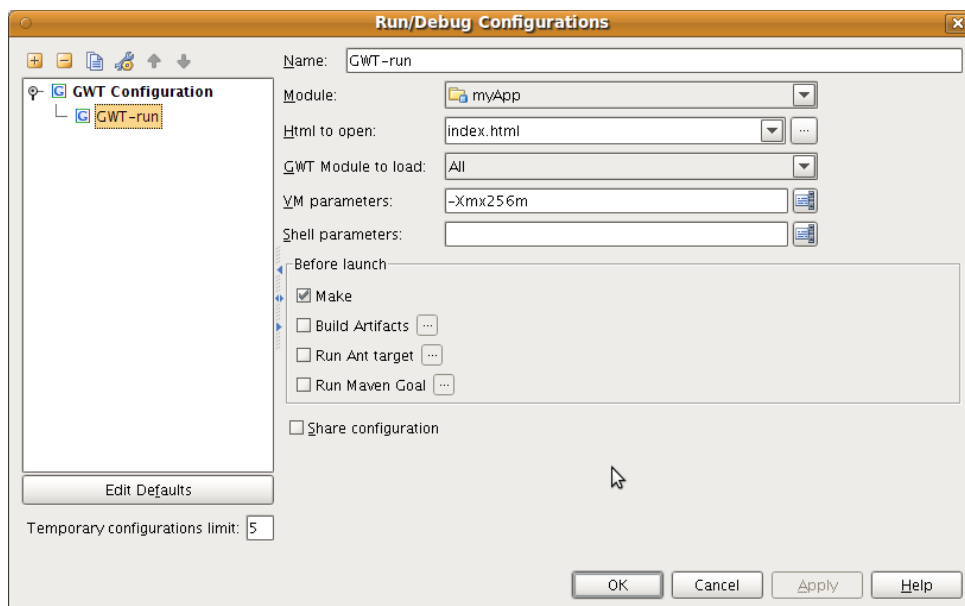 Run/Debug Configurations
GWT Configuration
GWT-run
Edit Defaults
Temporary configurations limit: 5
Name: GWT-run
Module: myApp
Html to open: index.html ...
GWT Module to load: All
VM parameters: -Xmx256m
Shell parameters:
Before launch
Make
Build Artifacts ...
Run Ant target ...
Run Maven Goal ...
Share configuration
OK Cancel Apply Help